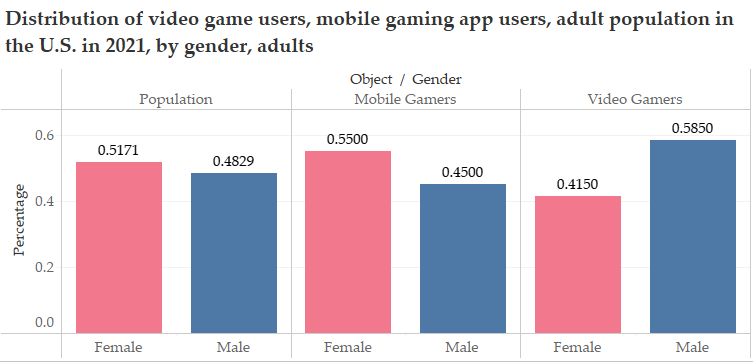 Distribution of video game users, mobile gaming app users, adult population in
the U.S. in 2021, by gender, adults
Object / Gender
Population Mobile Gamers Video Gamers
Percentage
0.6
0.4
0.2
0.0
0.5171
0.4829
0.5500
0.4500
0.4150
0.5850
Female Male Female Male Female Male